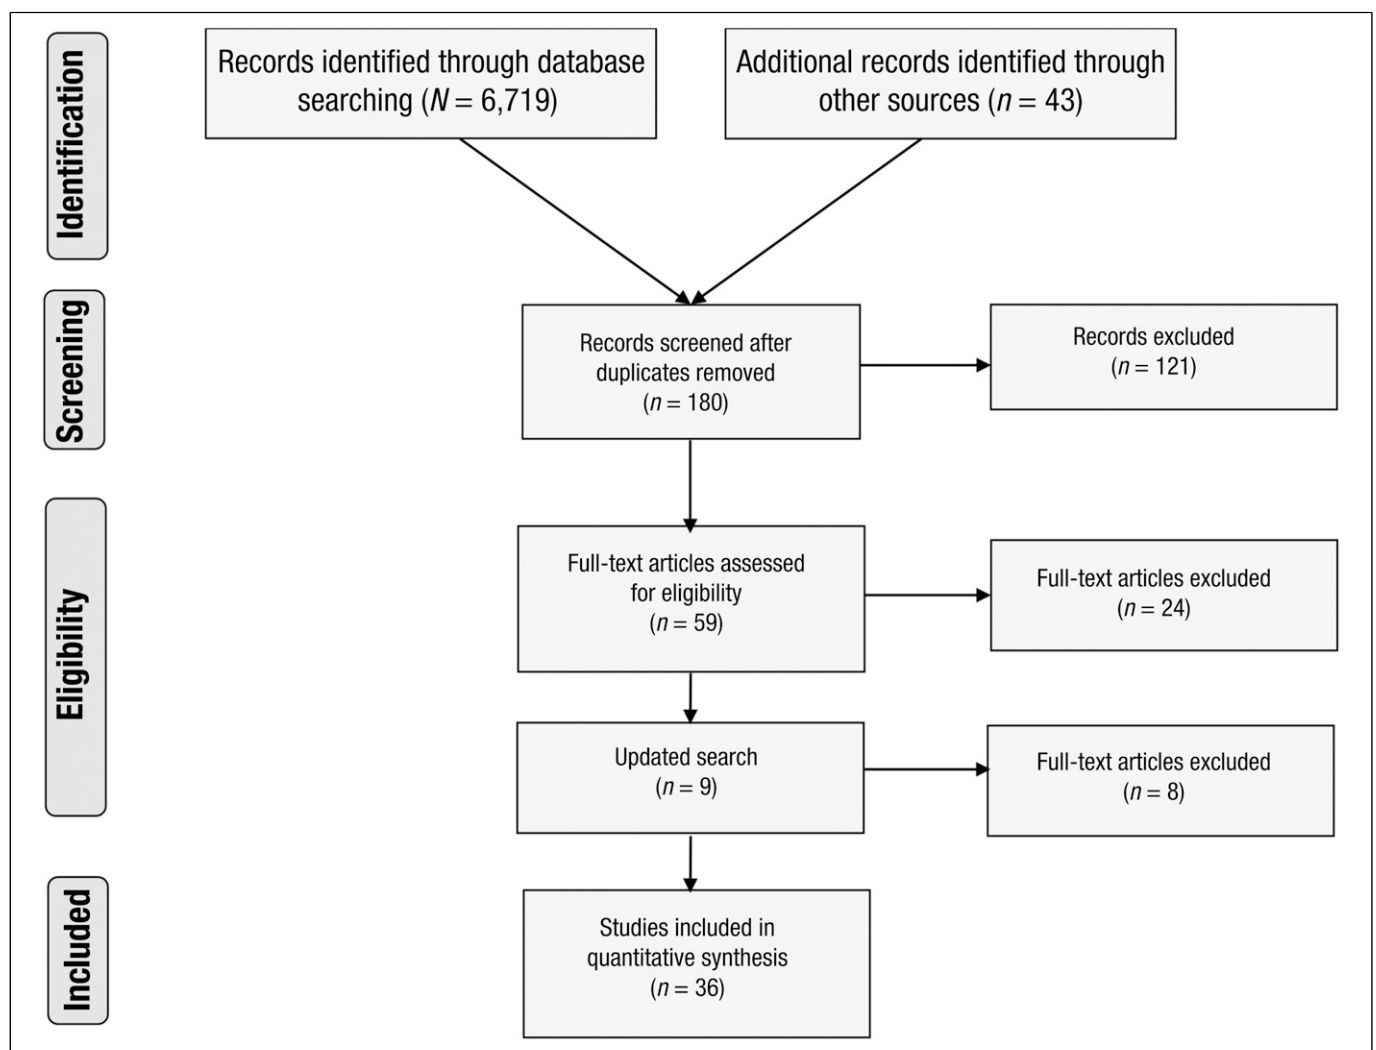 Identification
Records identified through database
searching (N = 6,719)
Additional records identified through
other sources (n = 43)
Screening
Records screened after
duplicates removed
(n = 180)
Records excluded
(n = 121)
Eligibility
Full-text articles assessed
for eligibility
(n = 59)
Full-text articles excluded
(n = 24)
Updated search
(n = 9)
Full-text articles excluded
(n = 8)
Included
Studies included in
quantitative synthesis
(n = 36)